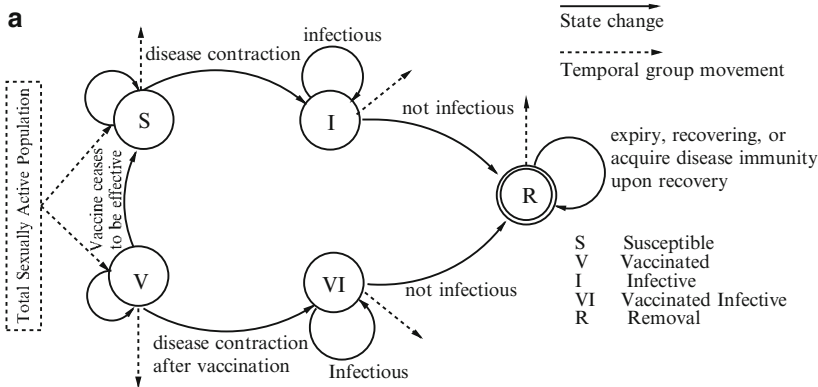 a
infectious
State change
disease contraction
Temporal group movement
Total Sexually Active Population
S
I
not infectious
Vaccine ceases
to be effective
expiry, recovering, or
acquire disease immunity
upon recovery
R
V
VI
not infectious
disease contraction
after vaccination
Infectious
S Susceptible
V Vaccinated
I Infective
VI Vaccinated Infective
R Removal